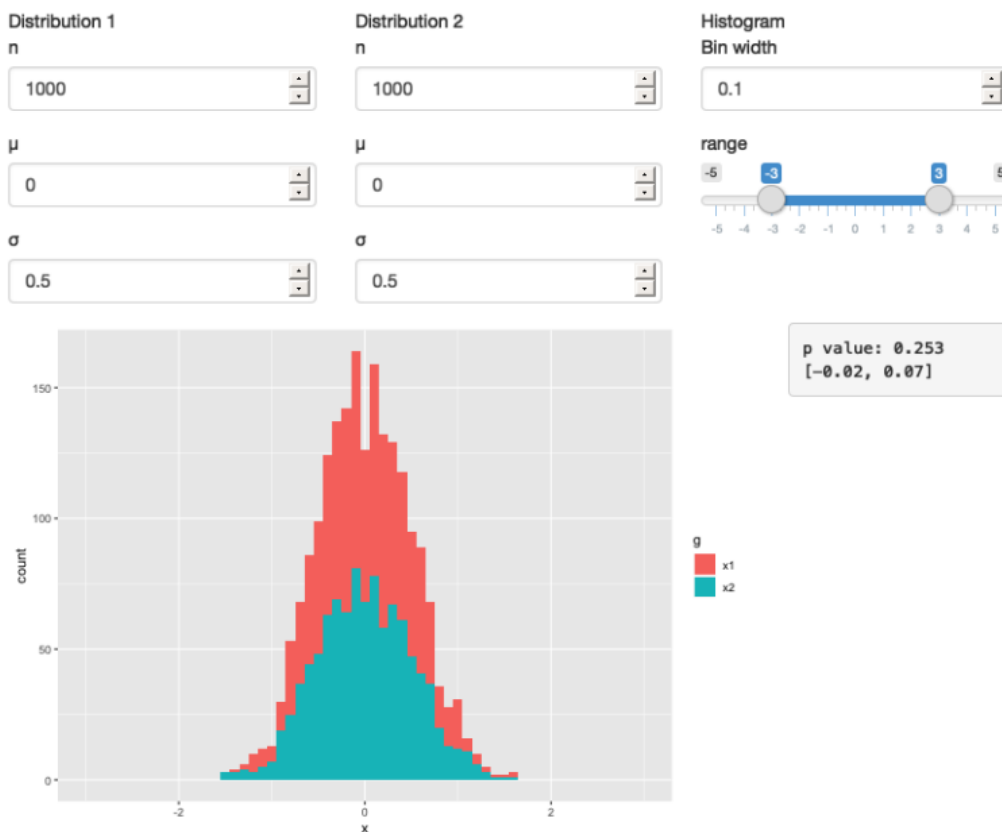 Distribution 1
n
1000
μ
0
σ
0.5
Distribution 2
n
1000
μ
0
σ
0.5
Histogram
Bin width
0.1
range
-5 -3 3 5
-5 -4 -3 -2 -1 0 1 2 3 4 5
p value: 0.253
[-0.02, 0.07]
150
100
50
0
count
-2 0 2
x
g
x1
x2